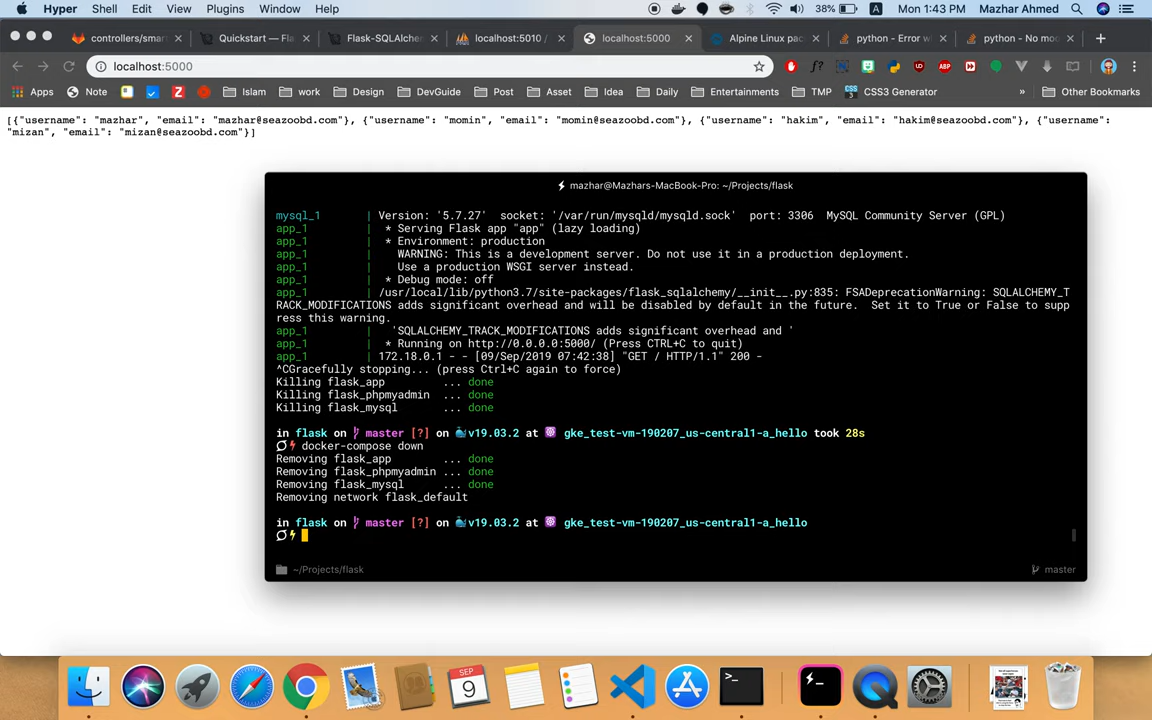 Hyper Shell Edit View Plugins Window Help 38% A Mon 1:43 PM Mazhar Ahmed
controllers/smar Quickstart — Fla Flask-SQLAlchem localhost:5010 / localhost:5000 Alpine Linux pac python - Error w python - No mod
localhost:5000
Apps Note Islam work Design DevGuide Post Asset Idea Daily Entertainments TMP CSS3 Generator » Other Bookmarks
[{"username": "mazhar", "email": "mazhar@seazoobd.com"}, {"username": "momin", "email": "momin@seazoobd.com"}, {"username": "hakim", "email": "hakim@seazoobd.com"}, {"username":
"mizan", "email": "mizan@seazoobd.com"}]
mazhar@Mazhars-MacBook-Pro: ~/Projects/flask
mysql_1 | Version: '5.7.27' socket: '/var/run/mysqld/mysqld.sock' port: 3306 MySQL Community Server (GPL)
app_1 | * Serving Flask app "app" (lazy loading)
app_1 | * Environment: production
app_1 | WARNING: This is a development server. Do not use it in a production deployment.
app_1 | Use a production WSGI server instead.
app_1 | * Debug mode: off
app_1 | /usr/local/lib/python3.7/site-packages/flask_sqlalchemy/__init__.py:835: FSADeprecationWarning: SQLALCHEMY_T
RACK_MODIFICATIONS adds significant overhead and will be disabled by default in the future. Set it to True or False to supp
ress this warning.
app_1 | 'SQLALCHEMY_TRACK_MODIFICATIONS adds significant overhead and '
app_1 | * Running on http://0.0.0.0:5000/ (Press CTRL+C to quit)
app_1 | 172.18.0.1 - - [09/Sep/2019 07:42:38] "GET / HTTP/1.1" 200 -
^CGracefully stopping... (press Ctrl+C again to force)
Killing flask_app ... done
Killing flask_phpmyadmin ... done
Killing flask_mysql ... done
in flask on master [?] on v19.03.2 at gke_test-vm-190207_us-central1-a_hello took 28s
docker-compose down
Removing flask_app ... done
Removing flask_phpmyadmin ... done
Removing flask_mysql ... done
Removing network flask_default
in flask on master [?] on v19.03.2 at gke_test-vm-190207_us-central1-a_hello
~/Projects/flask master
SEP
9